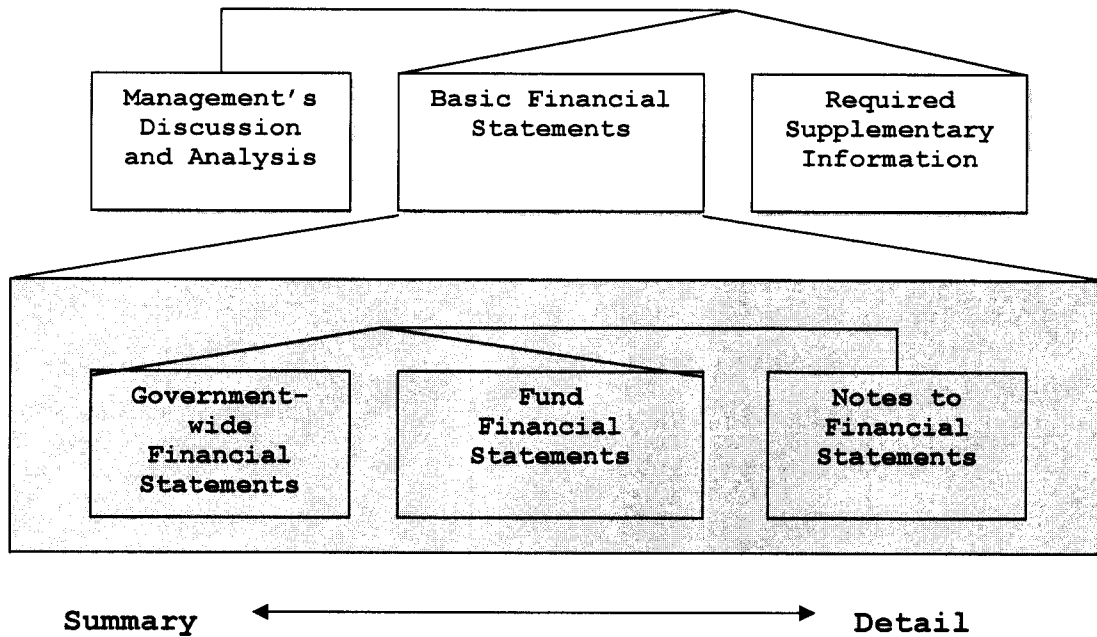 Management's
Discussion
and Analysis
Basic Financial
Statements
Required
Supplementary
Information
Government-
wide
Financial
Statements
Fund
Financial
Statements
Notes to
Financial
Statements
Summary
Detail